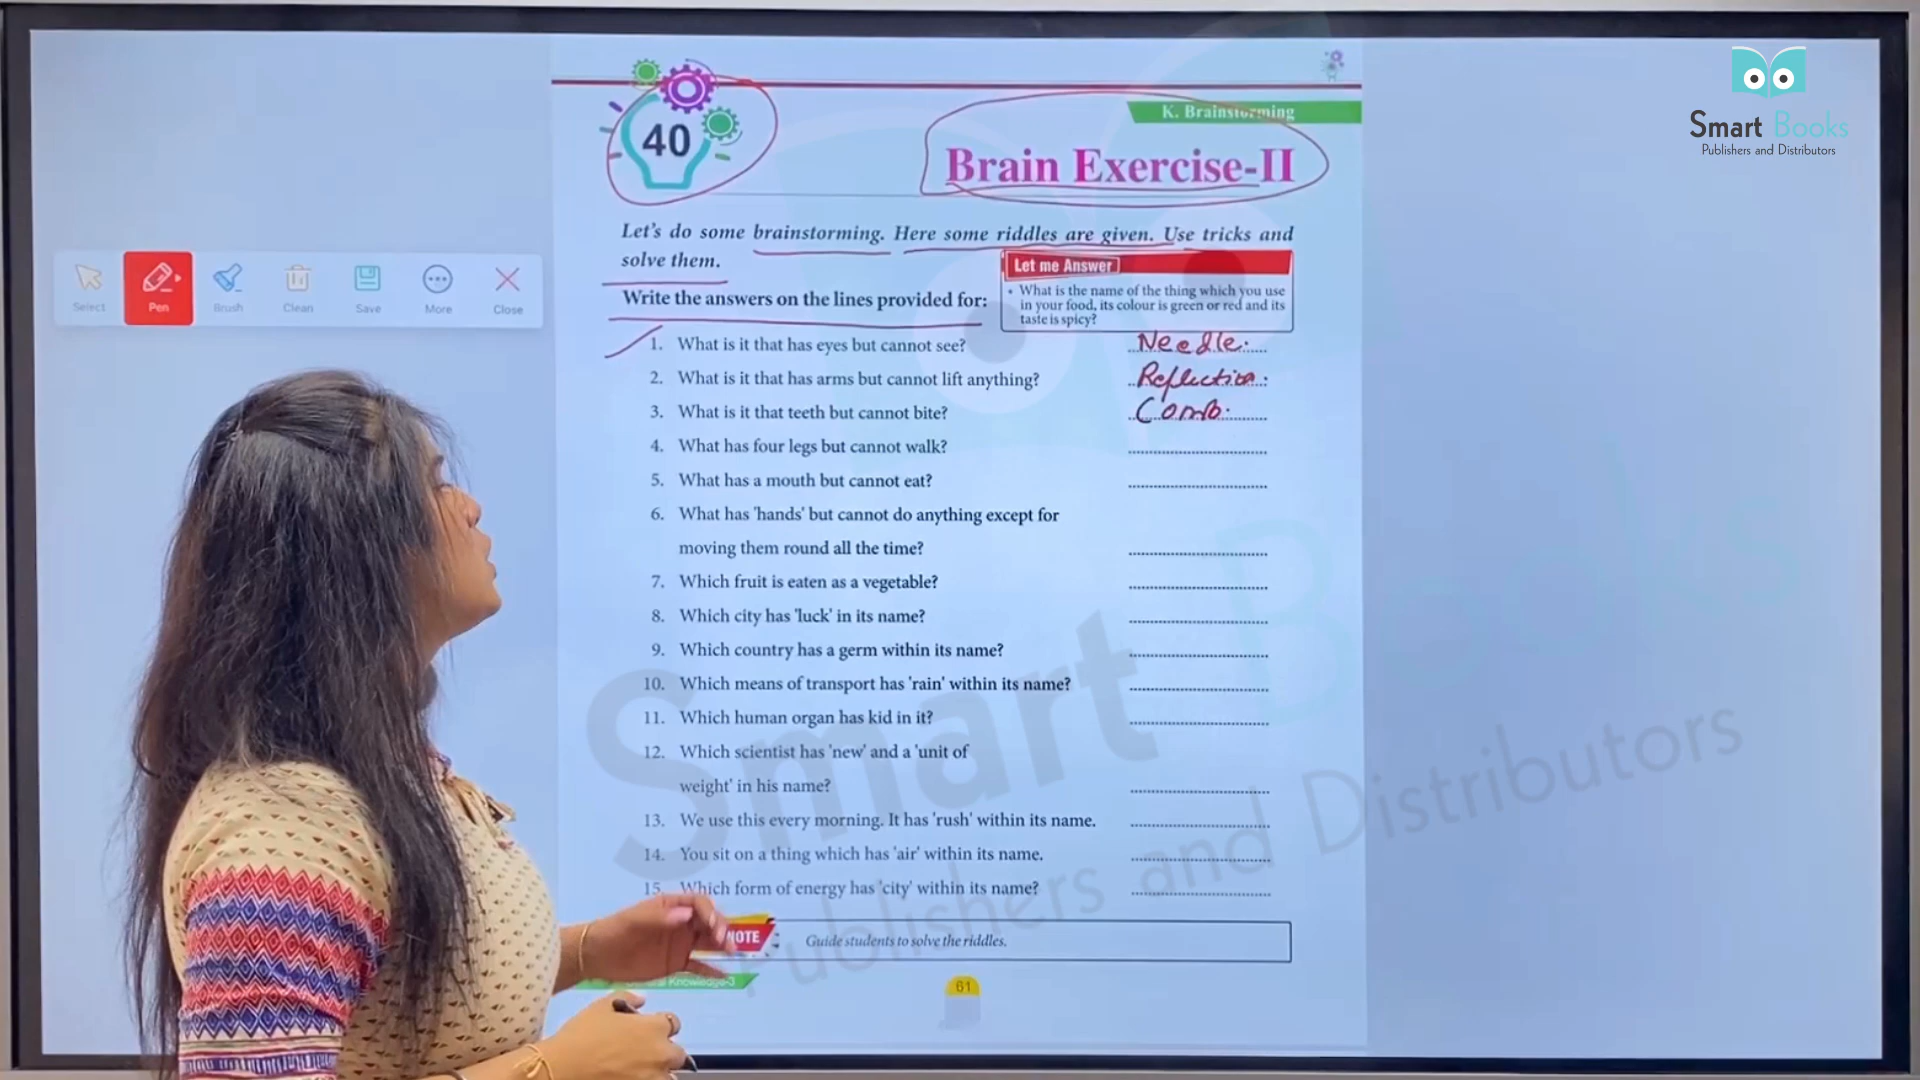 Smart Books
Publishers and Distributors
40
K. Brainstorming
Brain Exercise-II
Let's do some brainstorming. Here some riddles are given. Use tricks and
solve them.
Let me Answer
• What is the name of the thing which you use
in your food, its colour is green or red and its
taste is spicy?
Write the answers on the lines provided for:
Select
Pen
Brush
Clean
Save
More
Close
1. What is it that has eyes but cannot see? Needle.
2. What is it that has arms but cannot lift anything? Reflection.
3. What is it that teeth but cannot bite? Comb.
4. What has four legs but cannot walk?
5. What has a mouth but cannot eat?
6. What has 'hands' but cannot do anything except for
moving them round all the time?
7. Which fruit is eaten as a vegetable?
8. Which city has 'luck' in its name?
9. Which country has a germ within its name?
10. Which means of transport has 'rain' within its name?
11. Which human organ has kid in it?
12. Which scientist has 'new' and a 'unit of
weight' in his name?
13. We use this every morning. It has 'rush' within its name.
14. You sit on a thing which has 'air' within its name.
15. Which form of energy has 'city' within its name?
NOTE
Guide students to solve the riddles.
Knowledge-3
61
Smart Books
Publishers and Distributors